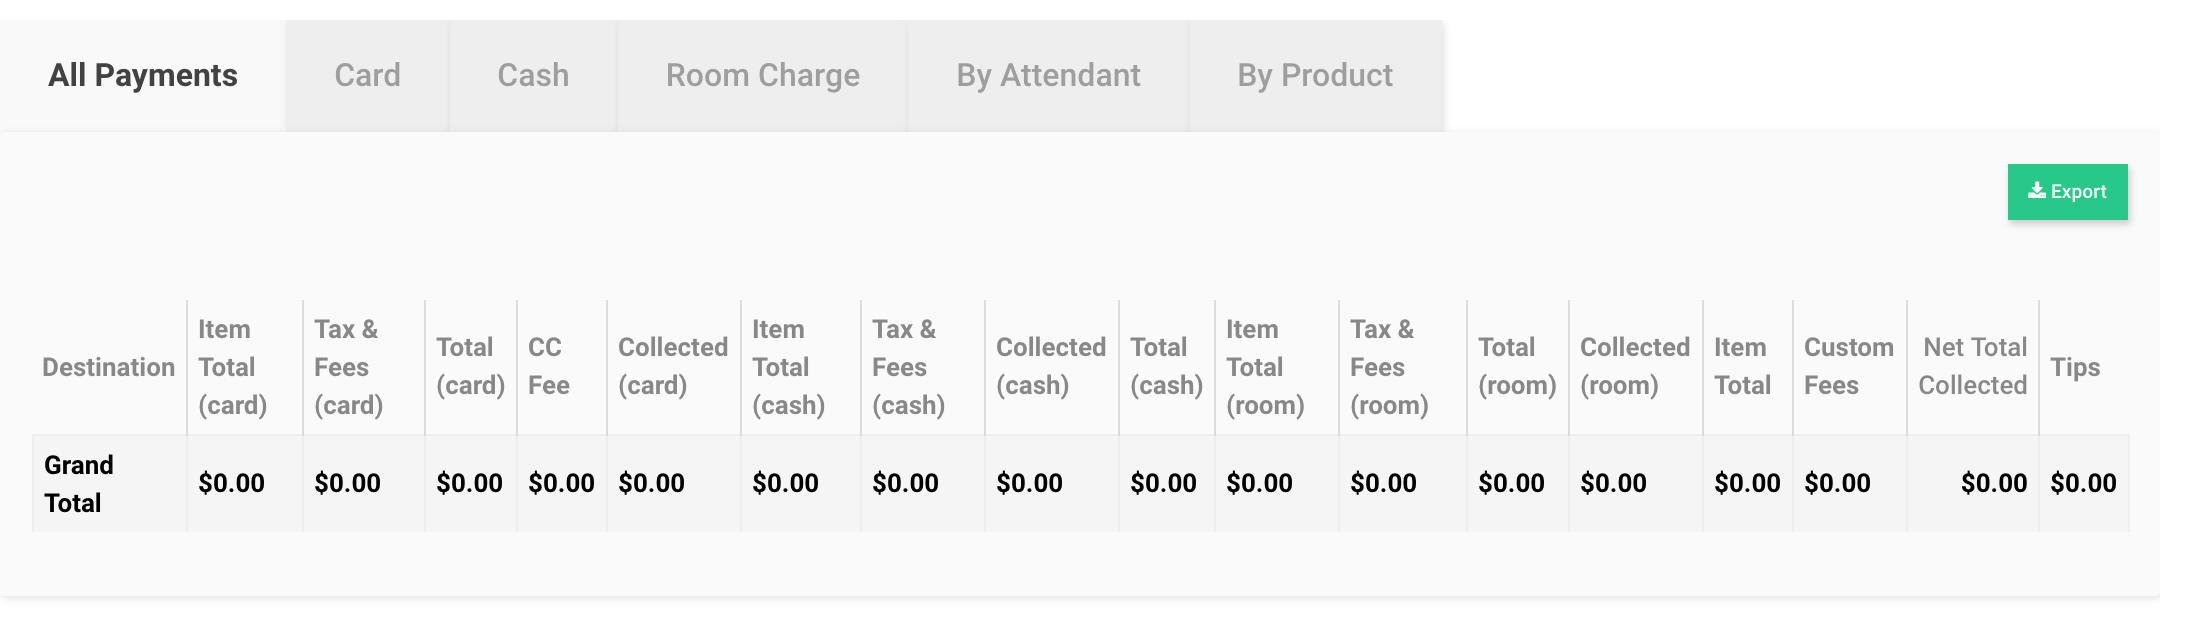 All Payments Card Cash Room Charge By Attendant By Product
Export
Destination
Item
Total
(card)
Tax &
Fees
(card)
Total
(card)
CC
Fee
Collected
(card)
Item
Total
(cash)
Tax &
Fees
(cash)
Collected
(cash)
Total
(cash)
Item
Total
(room)
Tax &
Fees
(room)
Total
(room)
Collected
(room)
Item
Total
Custom
Fees
Net Total
Collected
Tips
Grand
Total
$0.00 $0.00 $0.00 $0.00 $0.00 $0.00 $0.00 $0.00 $0.00 $0.00 $0.00 $0.00 $0.00 $0.00 $0.00 $0.00 $0.00